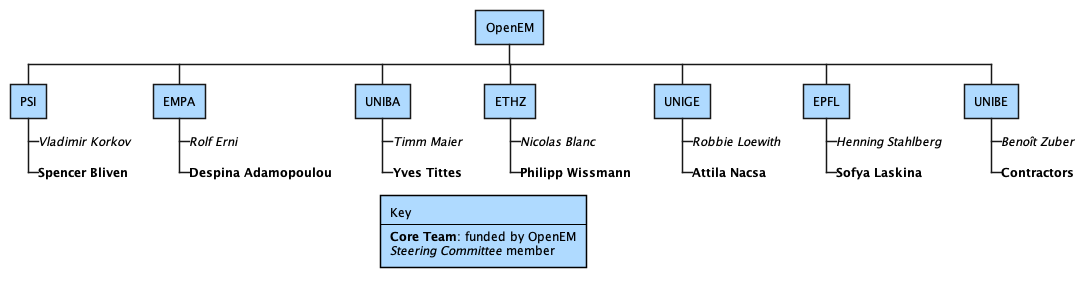 OpenEM
PSI
EMPA
UNIBA
ETHZ
UNIGE
EPFL
UNIBE
Vladimir Korkov
Rolf Erni
Timm Maier
Nicolas Blanc
Robbie Loewith
Henning Stahlberg
Benoît Zuber
Spencer Bliven
Despina Adamopoulou
Yves Tittes
Philipp Wissmann
Attila Nacsa
Sofya Laskina
Contractors
Key
Core Team: funded by OpenEM
Steering Committee member